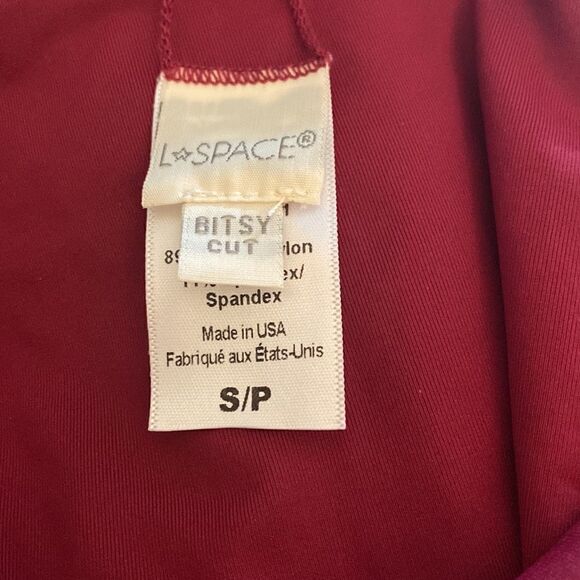 L☆SPACE®
BITSY
CUT
Spandex
Made in USA
Fabriqué aux États-Unis
S/P